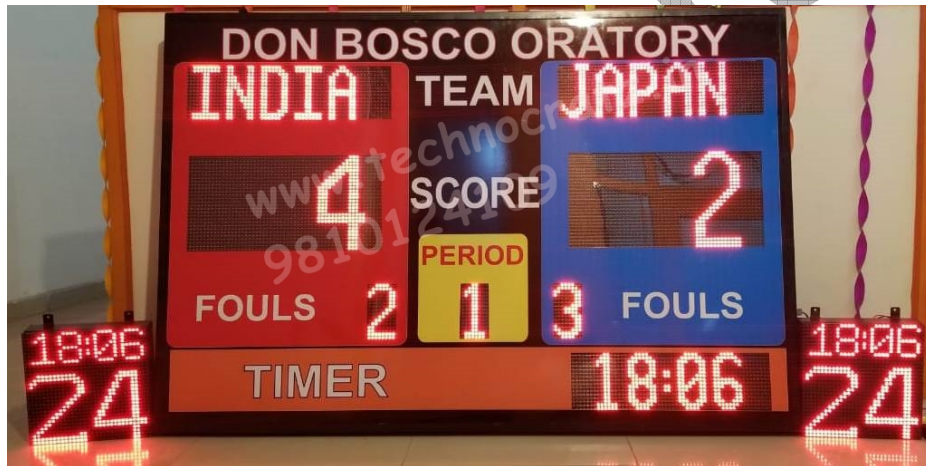 DON BOSCO ORATORY
INDIA TEAM JAPAN
4 SCORE 2
PERIOD
FOULS 2 1 3 FOULS
TIMER 18:06
18:06
24
18:06
24
9810124199